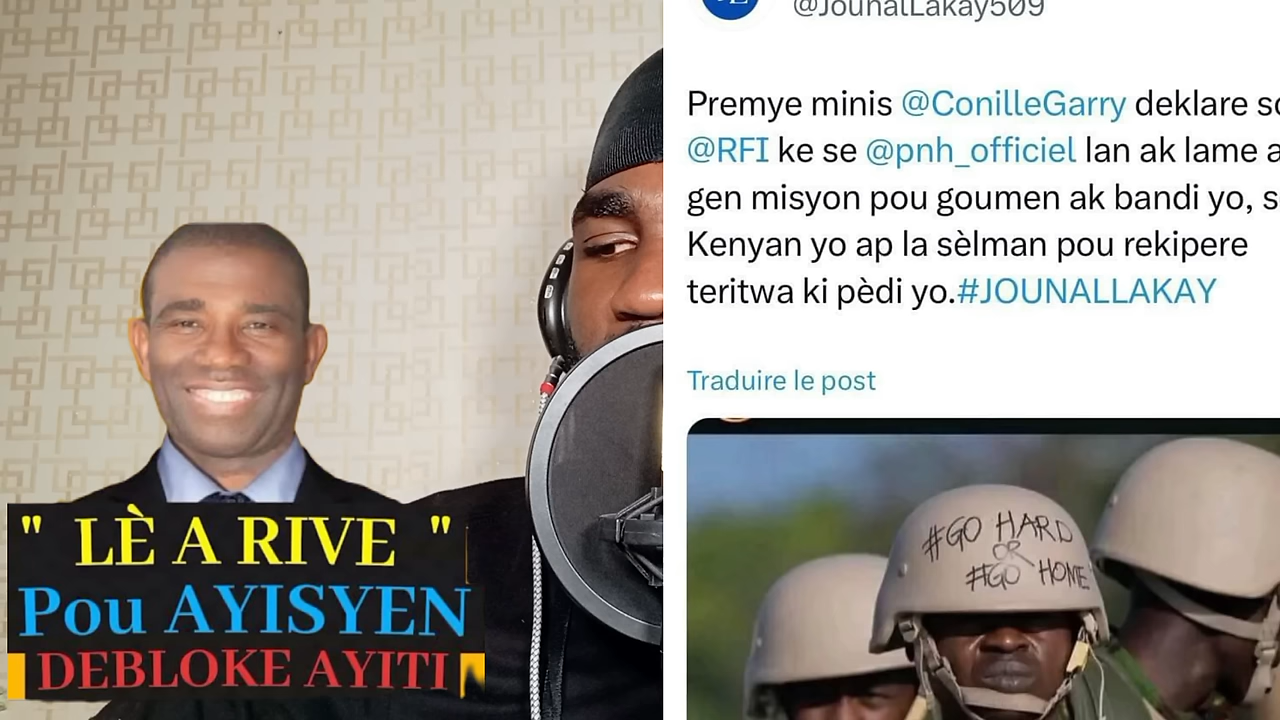 " LÈ A RIVE "
Pou AYISYEN
DEBLOKE AYITI
@JounalLakay509
Premye minis @ConilleGarry deklare
@RFI ke se @pnh_officiel lan ak lame
gen misyon pou goumen ak bandi yo,
Kenyan yo ap la sèlman pou rekipere
teritwa ki pèdi yo.#JOUNALLAKAY
Traduire le post
#GO HARD
OR
#GO HOME